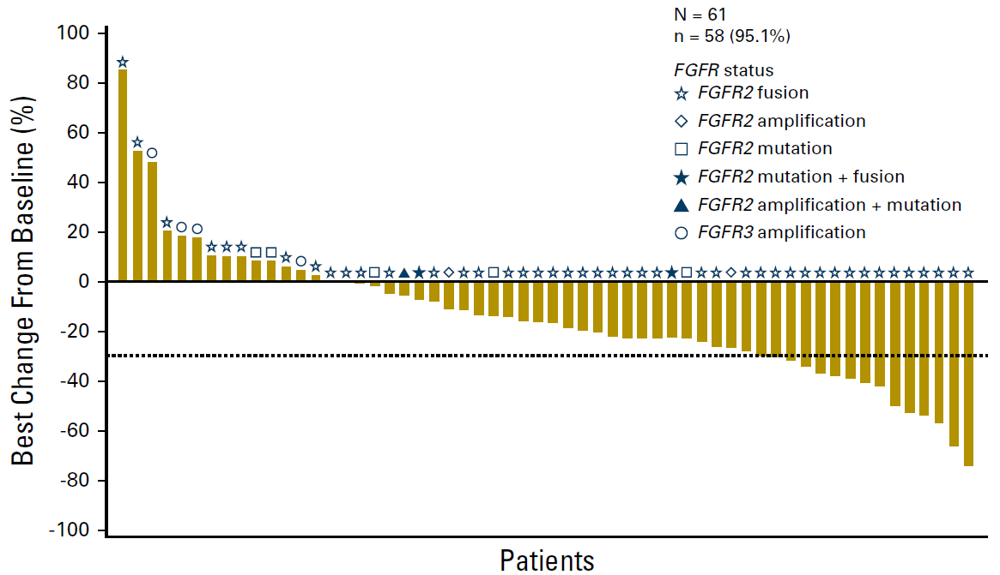 N = 61
n = 58 (95.1%)
FGFR status
FGFR2 fusion
FGFR2 amplification
FGFR2 mutation
FGFR2 mutation + fusion
FGFR2 amplification + mutation
FGFR3 amplification
Best Change From Baseline (%)
100
80
60
40
20
0
-20
-40
-60
-80
-100
Patients